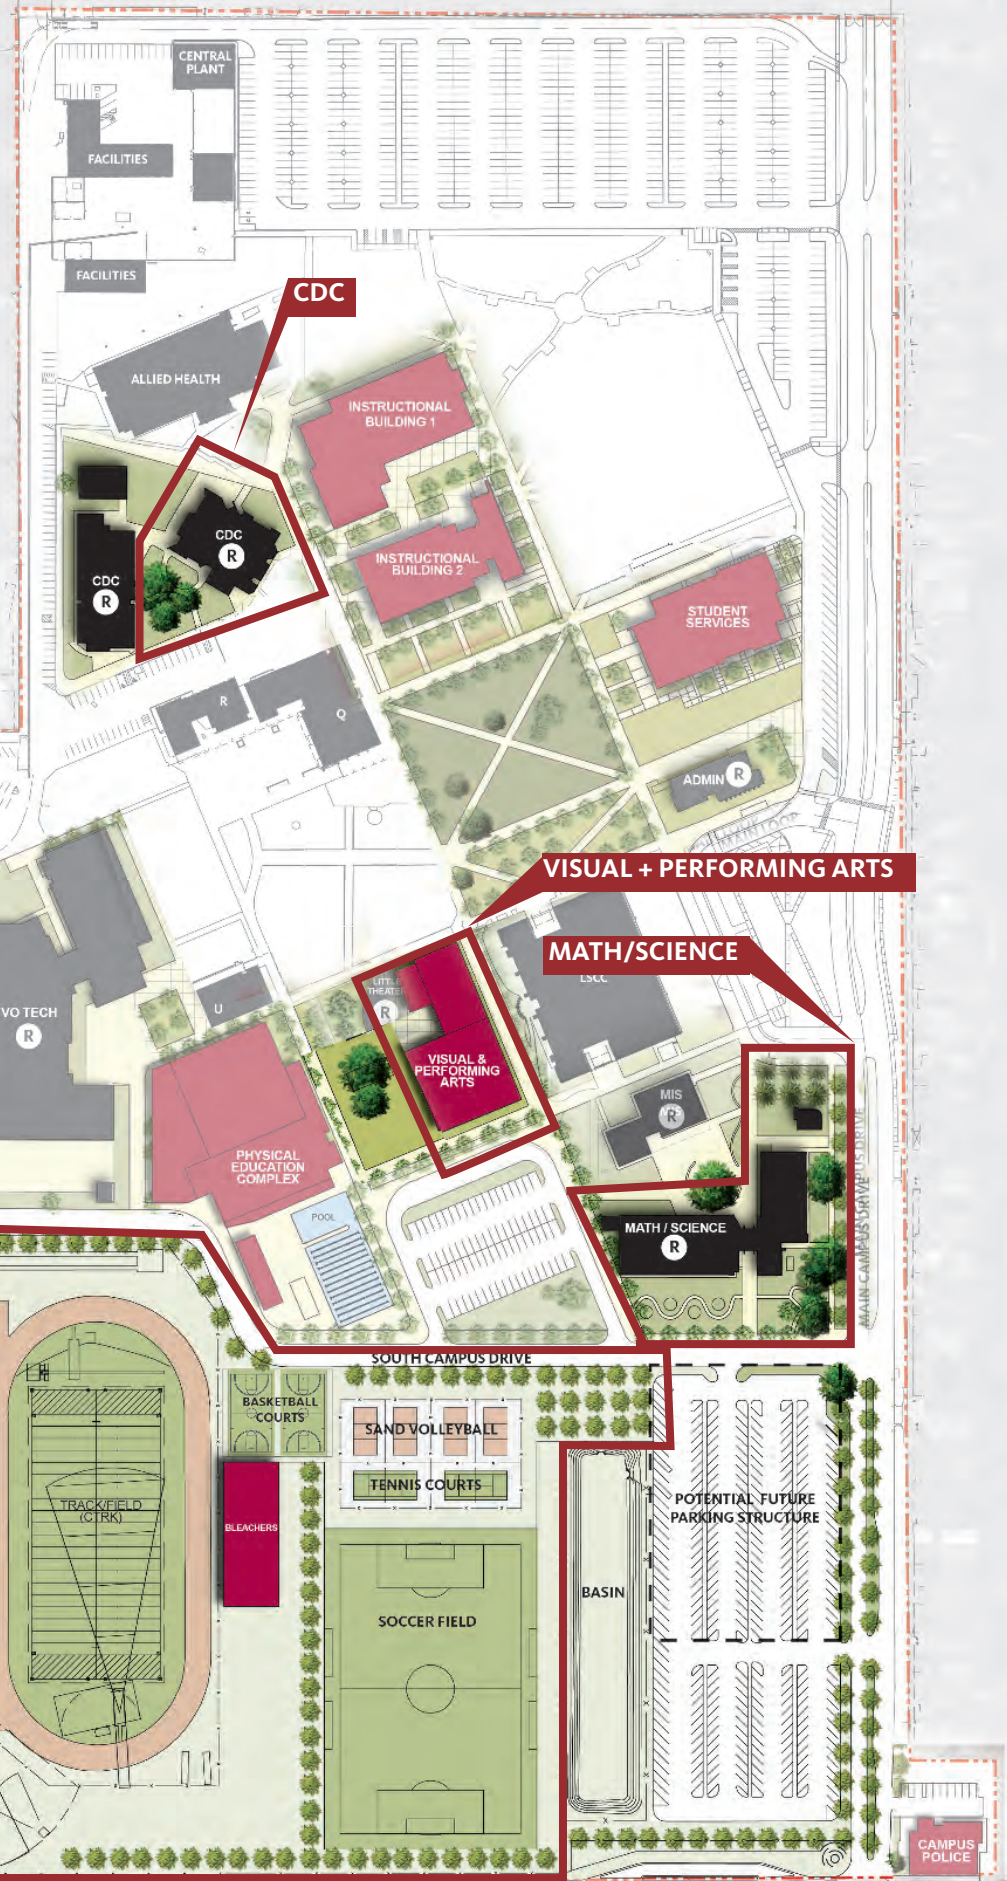 CENTRAL
PLANT
FACILITIES
FACILITIES
CDC
ALLIED HEALTH
INSTRUCTIONAL
BUILDING 1
CDC
R
INSTRUCTIONAL
BUILDING 2
CDC
R
STUDENT
SERVICES
R
Q
ADMIN R
VISUAL + PERFORMING ARTS
MATH/SCIENCE
LSCC
LITTLE
THEATER
R
U
VO TECH
R
VISUAL &
PERFORMING
ARTS
MIS
R
PHYSICAL
EDUCATION
COMPLEX
POOL
MATH / SCIENCE
R
MAIN CAMPUS DRIVE
SOUTH CAMPUS DRIVE
BASKETBALL
COURTS
SAND VOLLEYBALL
TENNIS COURTS
TRACK/FIELD
(CTRK)
BLEACHERS
POTENTIAL FUTURE
PARKING STRUCTURE
BASIN
SOCCER FIELD
CAMPUS
POLICE